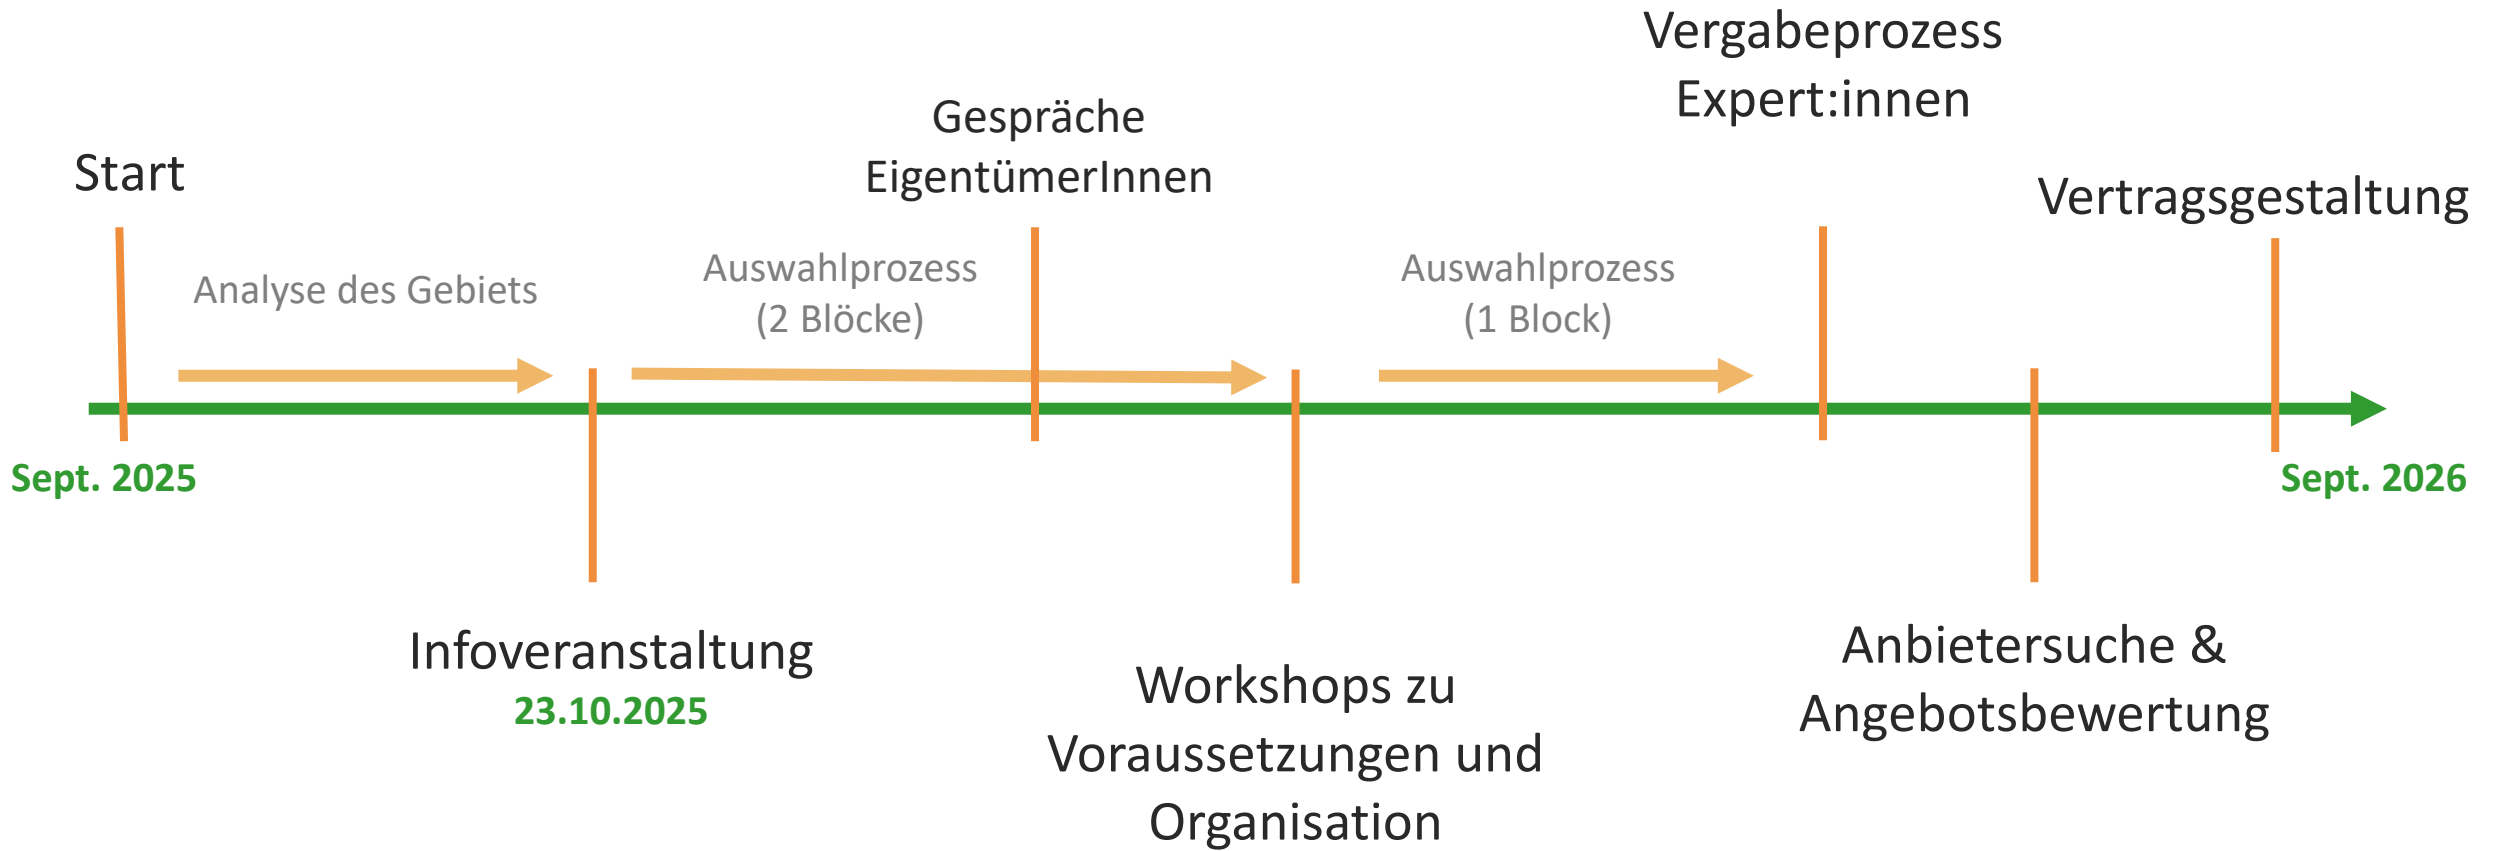 Start
Analyse des Gebiets
Gespräche
EigentümerInnen
Auswahlprozess
(2 Blöcke)
Auswahlprozess
(1 Block)
Vergabeprozess
Expert:innen
Vertragsgestaltung
Sept. 2025
Sept. 2026
Infoveranstaltung
23.10.2025
Workshops zu
Voraussetzungen und
Organisation
Anbietersuche &
Angebotsbewertung